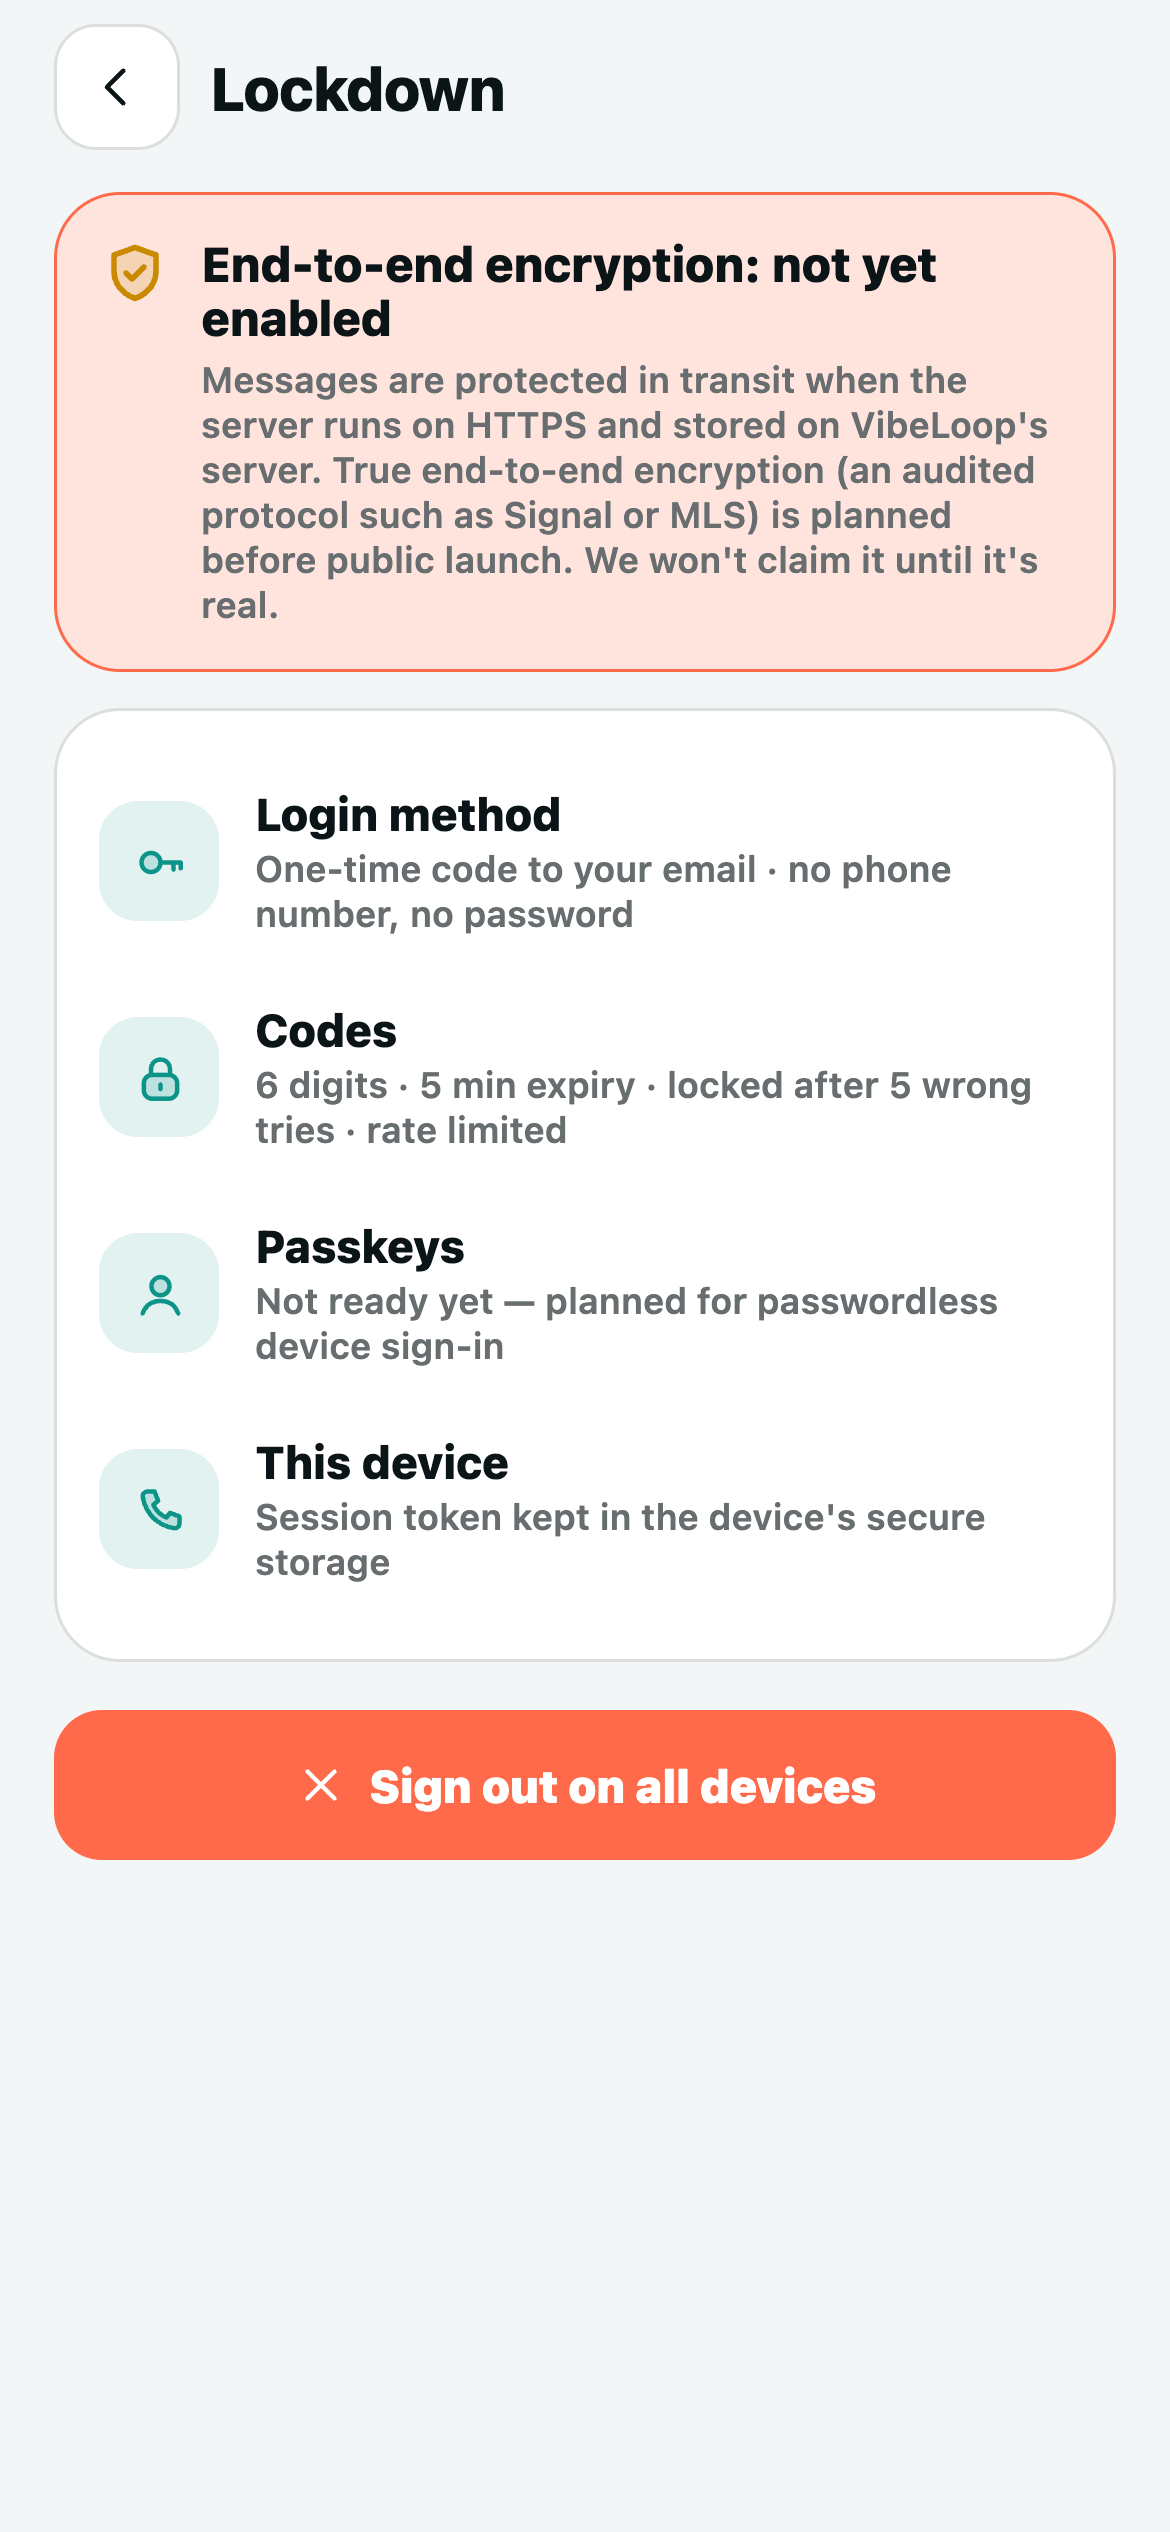 Lockdown
End-to-end encryption: not yet
enabled
Messages are protected in transit when the
server runs on HTTPS and stored on VibeLoop's
server. True end-to-end encryption (an audited
protocol such as Signal or MLS) is planned
before public launch. We won't claim it until it's
real.
Login method
One-time code to your email · no phone
number, no password
Codes
6 digits · 5 min expiry · locked after 5 wrong
tries · rate limited
Passkeys
Not ready yet — planned for passwordless
device sign-in
This device
Session token kept in the device's secure
storage
Sign out on all devices